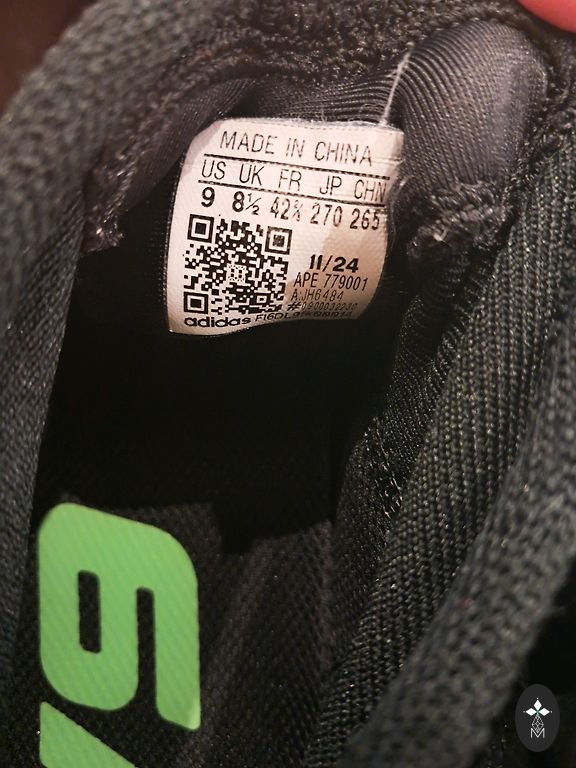 MADE IN CHINA
US UK FR JP CHN
9 8½ 42⅔ 270 265
11/24
APE 779001
A:JH6484
adidas